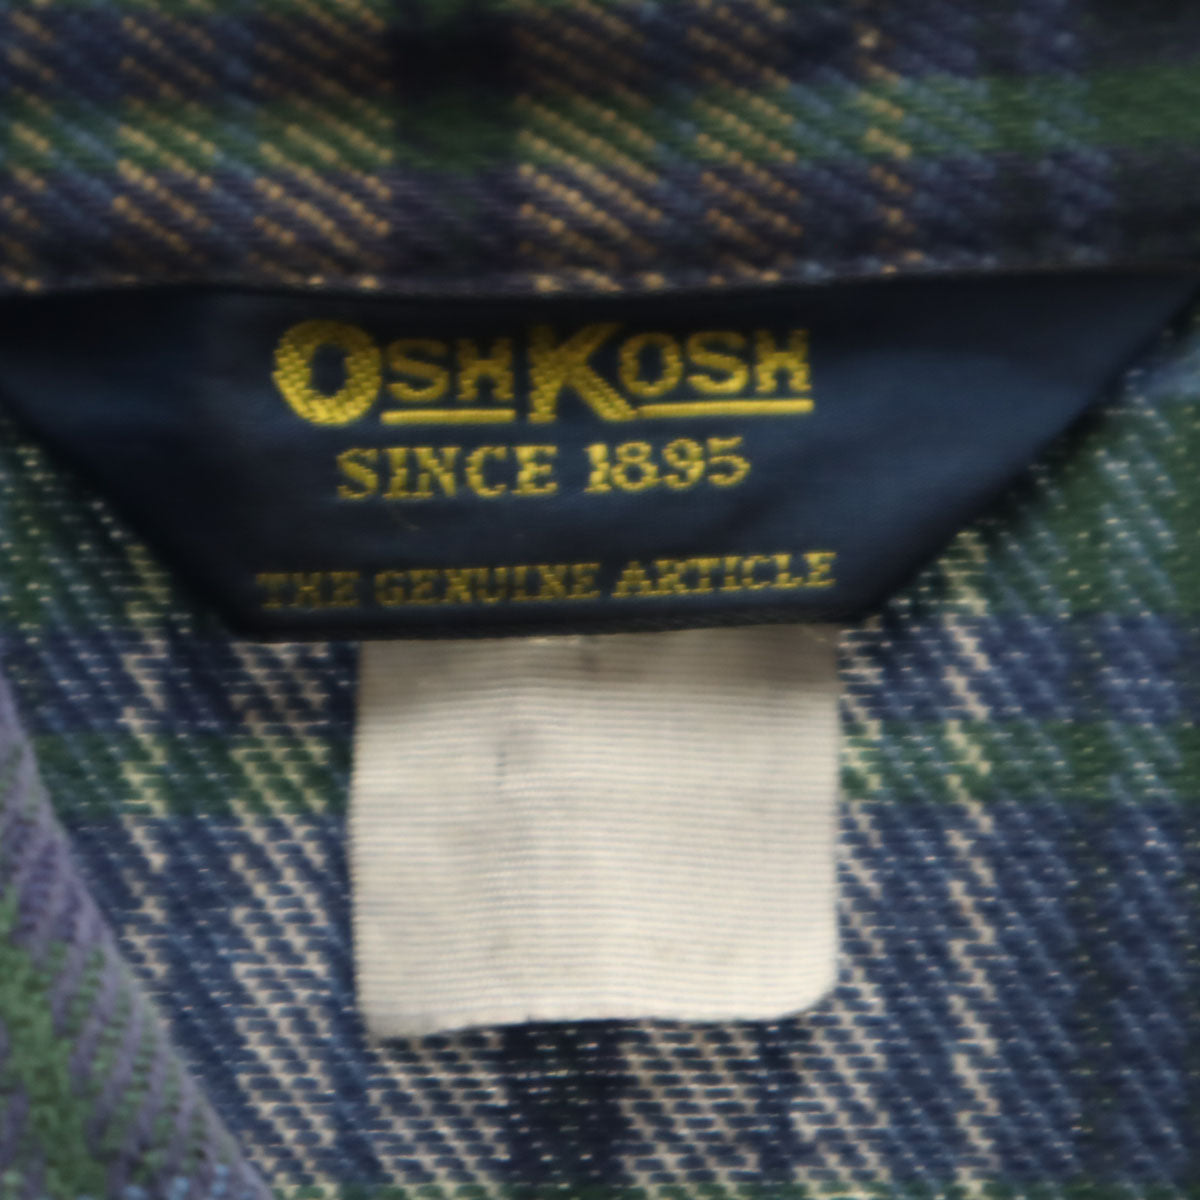 OSHKOSH
SINCE 1895
THE GENUINE ARTICLE